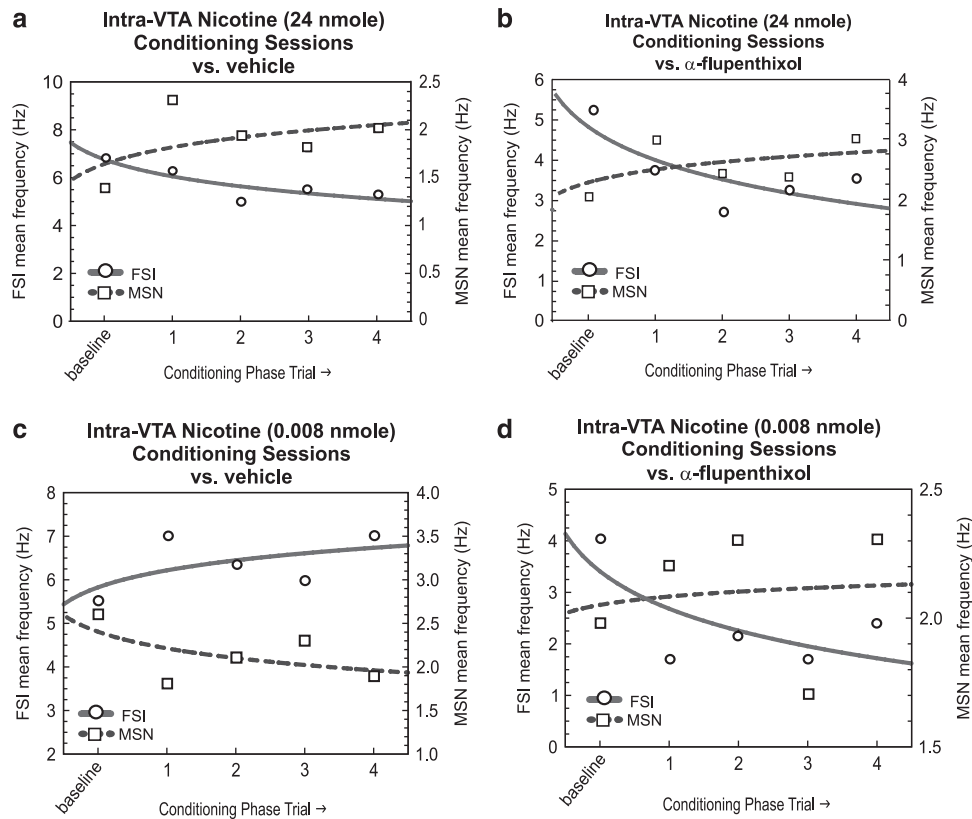 a
Intra-VTA Nicotine (24 nmole)
Conditioning Sessions
vs. vehicle
FSI mean frequency (Hz)
10
8
6
4
2
0
2.5
2
1.5
1
0.5
0
MSN mean frequency (Hz)
FSI
MSN
baseline
1
2
3
4
Conditioning Phase Trial →
b
Intra-VTA Nicotine (24 nmole)
Conditioning Sessions
vs. α-flupenthixol
FSI mean frequency (Hz)
6
5
4
3
2
1
0
4
3
2
1
0
MSN mean frequency (Hz)
FSI
MSN
baseline
1
2
3
4
Conditioning Phase Trial →
c
Intra-VTA Nicotine (0.008 nmole)
Conditioning Sessions
vs. vehicle
FSI mean frequency (Hz)
8
7
6
5
4
3
2
4.0
3.5
3.0
2.5
2.0
1.5
1.0
MSN mean frequency (Hz)
FSI
MSN
baseline
1
2
3
4
Conditioning Phase Trial →
d
Intra-VTA Nicotine (0.008 nmole)
Conditioning Sessions
vs. α-flupenthixol
FSI mean frequency (Hz)
5
4
3
2
1
0
2.5
2.0
1.5
MSN mean frequency (Hz)
FSI
MSN
baseline
1
2
3
4
Conditioning Phase Trial →